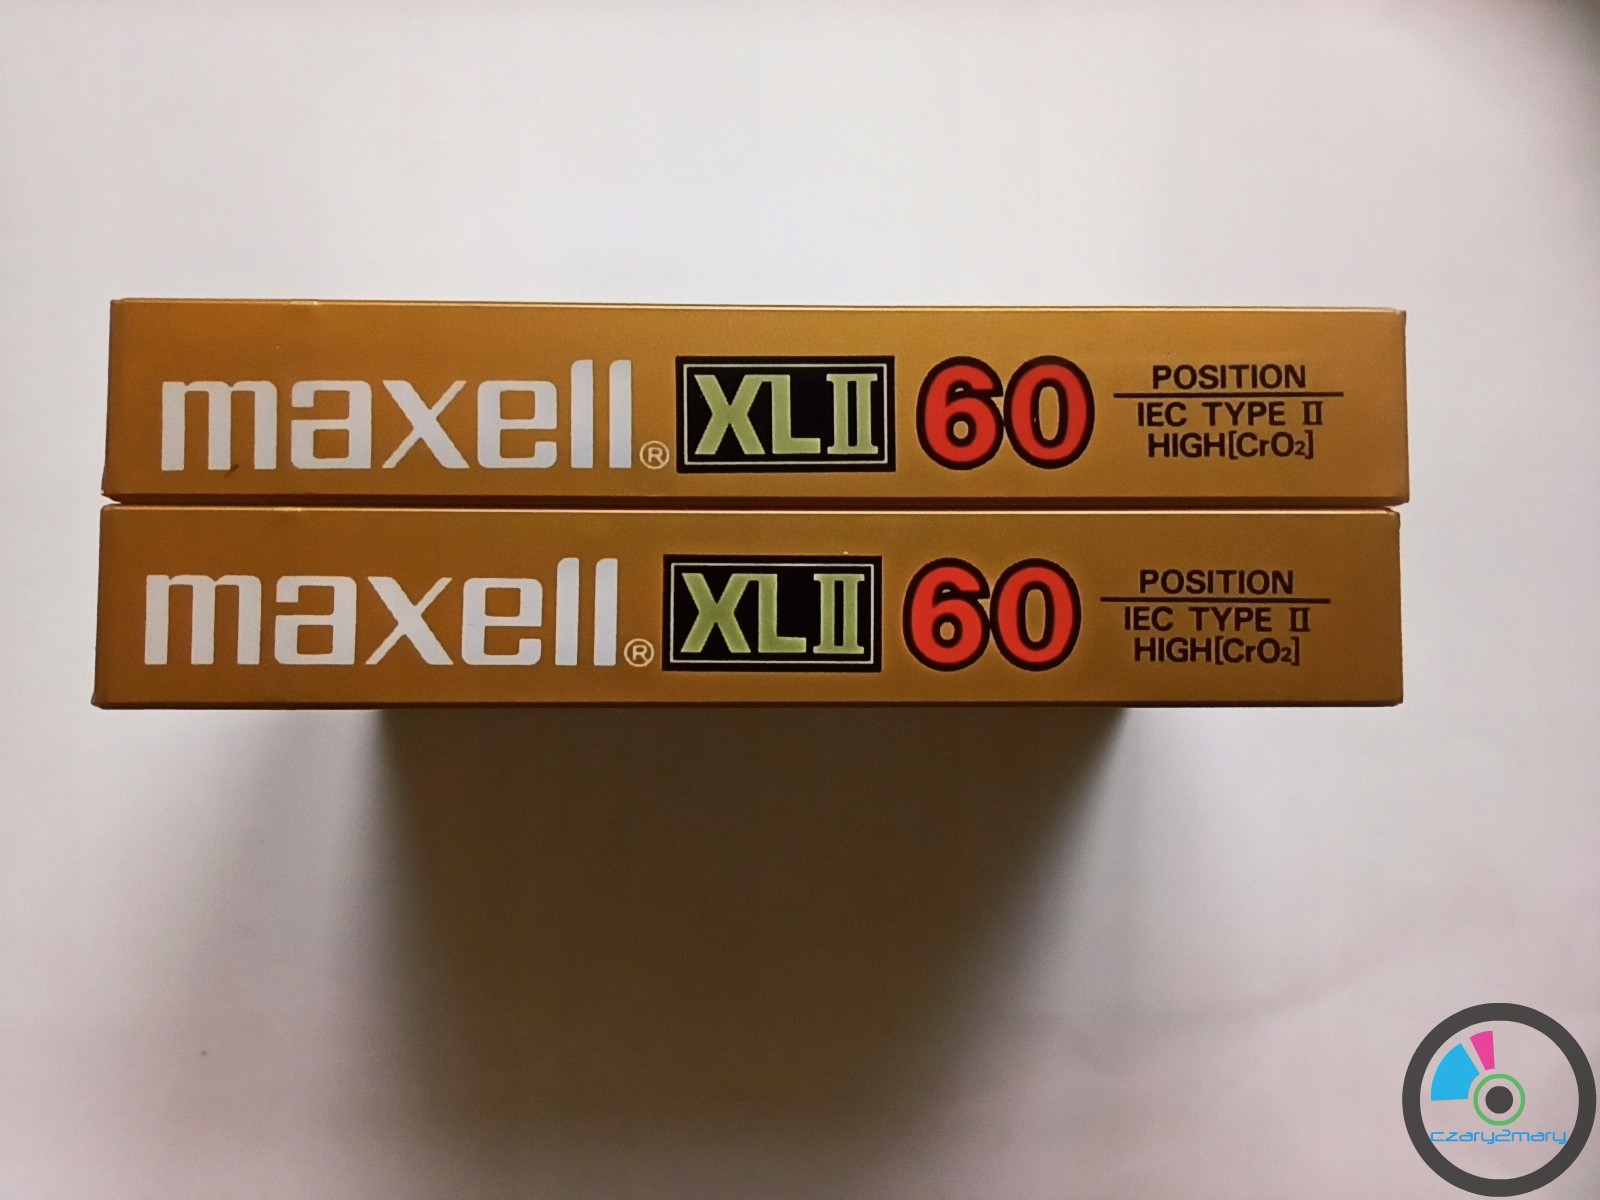 maxell® XLII 60
POSITION
IEC TYPE II
HIGH[CrO₂]
maxell® XLII 60
POSITION
IEC TYPE II
HIGH[CrO₂]
czary2mary